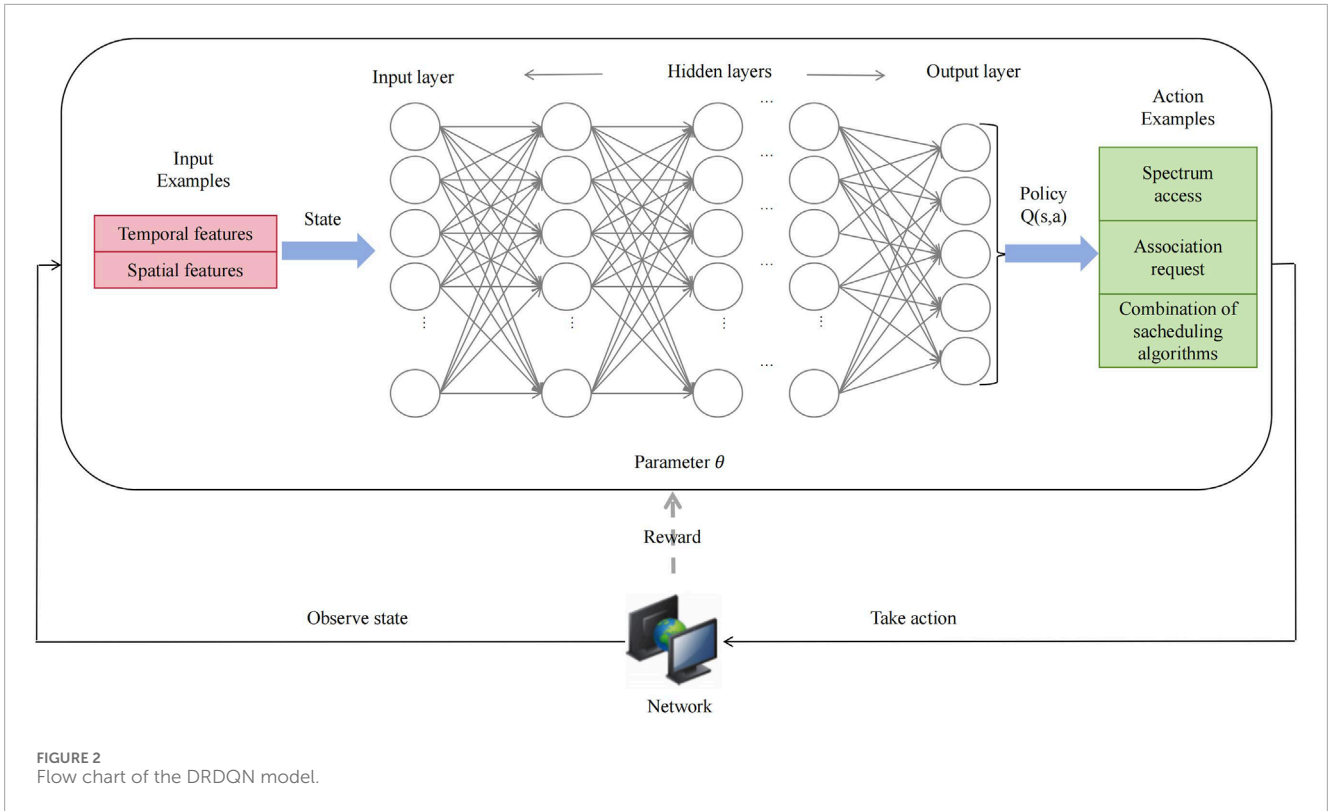 Input layer
Hidden layers
Output layer
Action
Examples
Input
Examples
Temporal features
Spatial features
State
...
...
...
...
...
⋮
⋮
⋮
⋮
Policy
Q(s,a)
Spectrum
access
Association
request
Combination of
sacheduling
algorithms
Parameter θ
Reward
Observe state
Take action
Network
FIGURE 2
Flow chart of the DRDQN model.